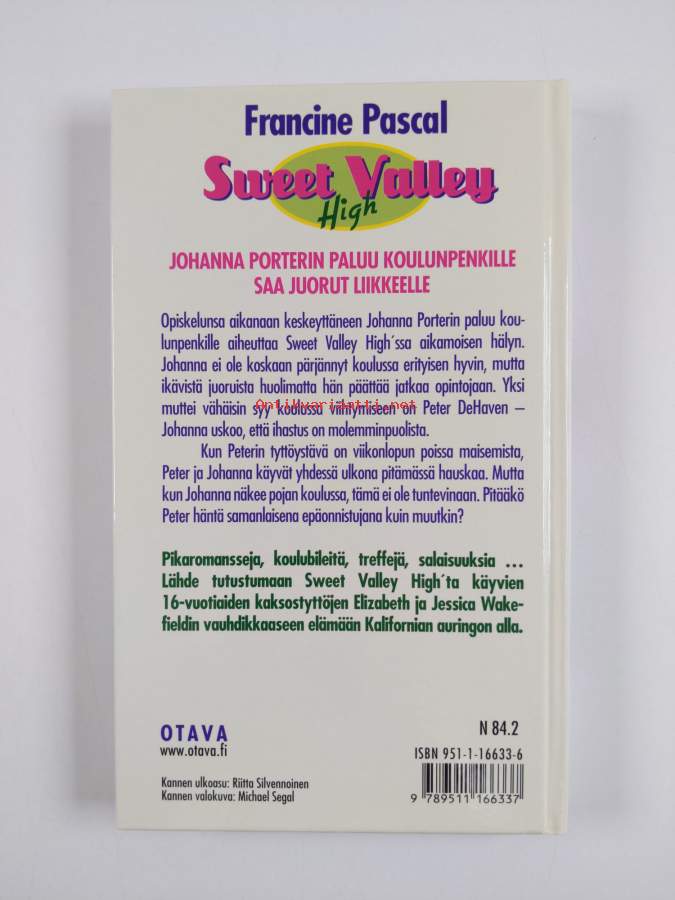 Francine Pascal
Sweet Valley
High
JOHANNA PORTERIN PALUU KOULUNPENKILLE
SAA JUORUT LIIKKEELLE
Opiskelunsa aikanaan keskeyttäneen Johanna Porterin paluu kou-
lunpenkille aiheuttaa Sweet Valley High´ssa aikamoisen hälyn.
Johanna ei ole koskaan pärjännyt koulussa erityisen hyvin, mutta
ikävistä juoruista huolimatta hän päättää jatkaa opintojaan. Yksi
muttei vähäisin syy koulussa viihtymiseen on Peter DeHaven –
Antikvariaatti.net
Johanna uskoo, että ihastus on molemminpuolista.
Kun Peterin tyttöystävä on viikonlopun poissa maisemista,
Peter ja Johanna käyvät yhdessä ulkona pitämässä hauskaa. Mutta
kun Johanna näkee pojan koulussa, tämä ei ole tuntevinaan. Pitääkö
Peter häntä samanlaisena epäonnistujana kuin muutkin?
Pikaromansseja, koulubileitä, treffejä, salaisuuksia ...
Lähde tutustumaan Sweet Valley High´ta käyvien
16-vuotiaiden kaksostyttöjen Elizabeth ja Jessica Wake-
fieldin vauhdikkaaseen elämään Kalifornian auringon alla.
OTAVA
www.otava.fi
N 84.2
ISBN 951-1-16633-6
Kannen ulkoasu: Riitta Silvennoinen
Kannen valokuva: Michael Segal
9 789511 166337